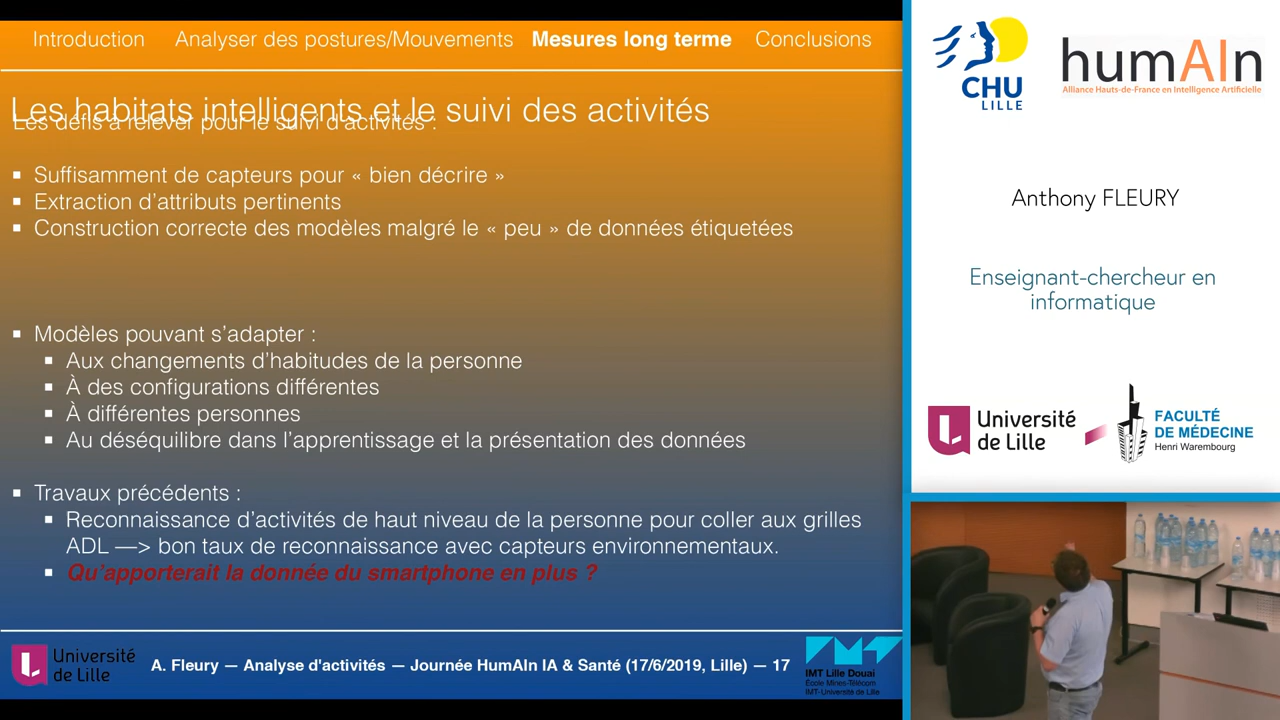 Introduction Analyser des postures/Mouvements Mesures long terme Conclusions
Les habitats intelligents et le suivi des activités
Les défis à relever pour le suivi d'activités :
▪ Suffisamment de capteurs pour « bien décrire »
▪ Extraction d'attributs pertinents
▪ Construction correcte des modèles malgré le « peu » de données étiquetées
▪ Modèles pouvant s'adapter :
▪ Aux changements d'habitudes de la personne
▪ À des configurations différentes
▪ À différentes personnes
▪ Au déséquilibre dans l'apprentissage et la présentation des données
▪ Travaux précédents :
▪ Reconnaissance d'activités de haut niveau de la personne pour coller aux grilles
ADL —> bon taux de reconnaissance avec capteurs environnementaux.
▪ Qu'apporterait la donnée du smartphone en plus ?
Université
de Lille
A. Fleury — Analyse d'activités — Journée HumAIn IA & Santé (17/6/2019, Lille) — 17
IMT Lille Douai
École Mines-Télécom
IMT-Université de Lille
CHU
LILLE
humAIn
Alliance Hauts-de-France en Intelligence Artificielle
Anthony FLEURY
Enseignant-chercheur en
informatique
Université
de Lille
FACULTÉ
DE MÉDECINE
Henri Warembourg